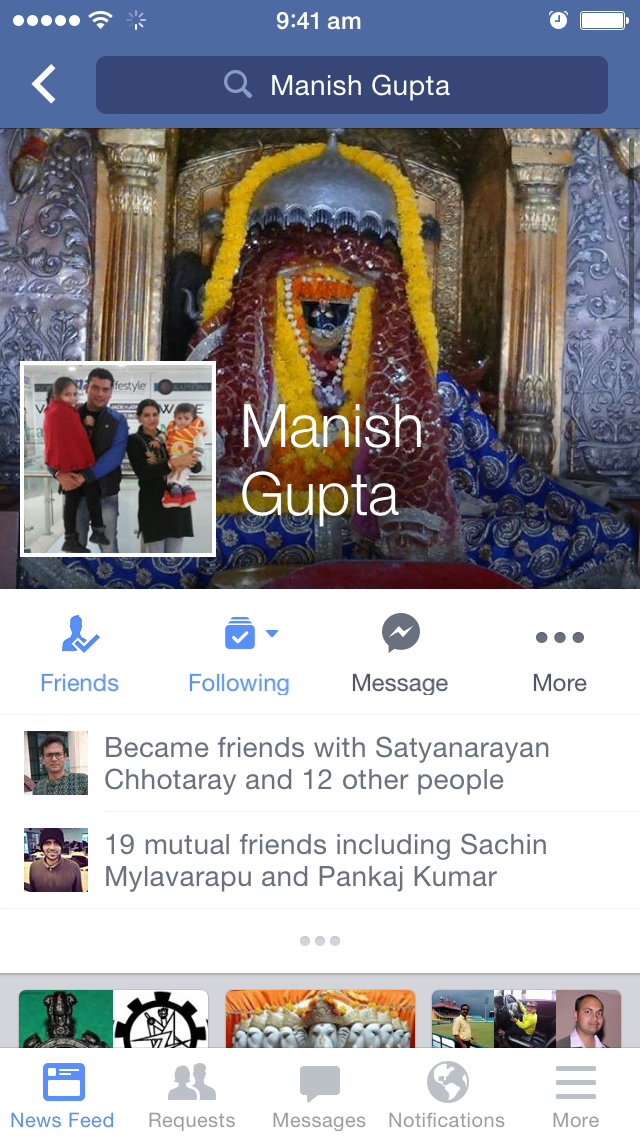 9:41 am
Manish Gupta
Manish
Gupta
Friends
Following
Message
More
Became friends with Satyanarayan
Chhotaray and 12 other people
19 mutual friends including Sachin
Mylavarapu and Pankaj Kumar
News Feed
Requests
Messages
Notifications
More